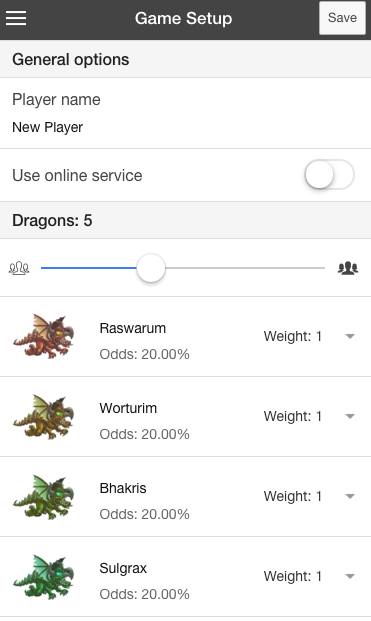 Game Setup
Save
General options
Player name
New Player
Use online service
Dragons: 5
Raswarum
Weight: 1
Odds: 20.00%
Worturim
Weight: 1
Odds: 20.00%
Bhakris
Weight: 1
Odds: 20.00%
Sulgrax
Weight: 1
Odds: 20.00%